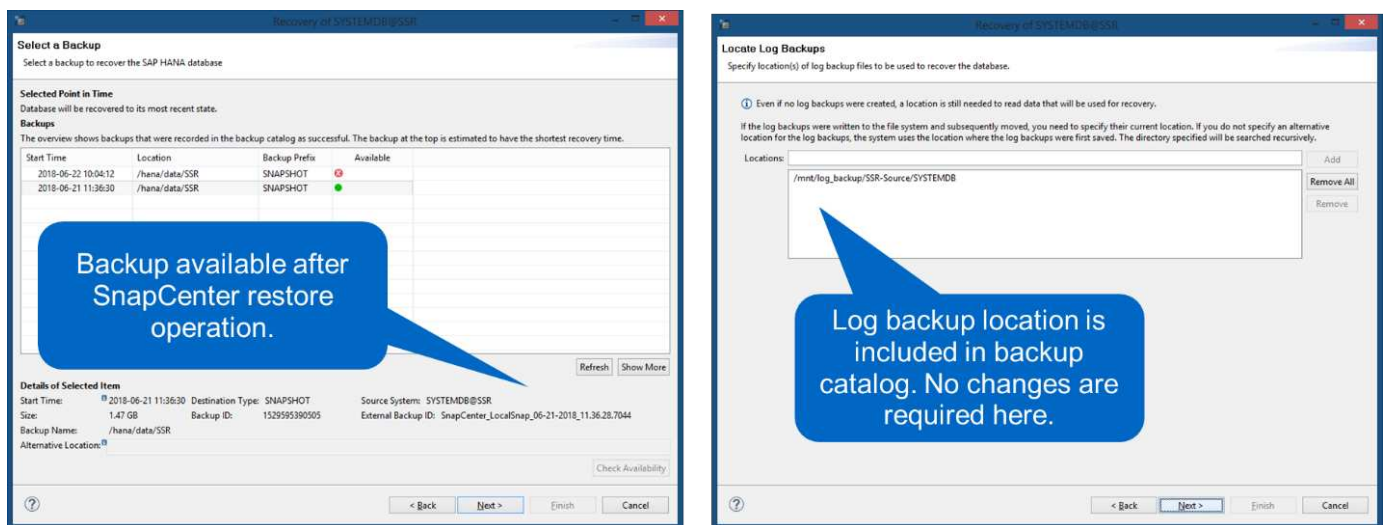 Recovery of SYSTEMDB@SSR
Select a Backup
Select a backup to recover the SAP HANA database
Selected Point in Time
Database will be recovered to its most recent state.
Backups
The overview shows backups that were recorded in the backup catalog as successful. The backup at the top is estimated to have the shortest recovery time.
Start Time Location Backup Prefix Available
2018-06-22 10:04:12 /hana/data/SSR SNAPSHOT
2018-06-21 11:36:30 /hana/data/SSR SNAPSHOT
Backup available after
SnapCenter restore
operation.
Refresh Show More
Details of Selected Item
Start Time: 2018-06-21 11:36:30 Destination Type: SNAPSHOT Source System: SYSTEMDB@SSR
Size: 1.47 GB Backup ID: 1529595390505 External Backup ID: SnapCenter_LocalSnap_06-21-2018_11.36.28.7044
Backup Name: /hana/data/SSR
Alternative Location:
Check Availability
< Back Next > Finish Cancel
Recovery of SYSTEMDB@SSR
Locate Log Backups
Specify location(s) of log backup files to be used to recover the database.
Even if no log backups were created, a location is still needed to read data that will be used for recovery.
If the log backups were written to the file system and subsequently moved, you need to specify their current location. If you do not specify an alternative
location for the log backups, the system uses the location where the log backups were first saved. The directory specified will be searched recursively.
Locations: Add
/mnt/log_backup/SSR-Source/SYSTEMDB
Remove All
Remove
Log backup location is
included in backup
catalog. No changes are
required here.
< Back Next > Finish Cancel